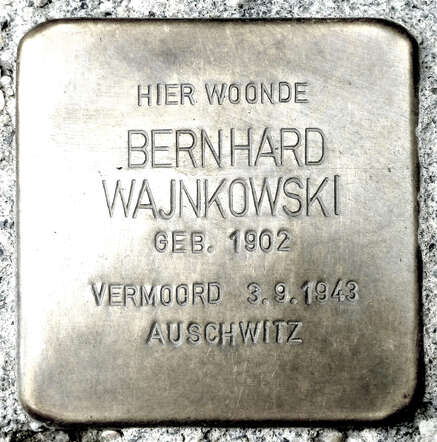 HIER WOONDE
BERNHARD
WAJNKOWSKI
GEB. 1902
VERMOORD 3.9.1943
AUSCHWITZ